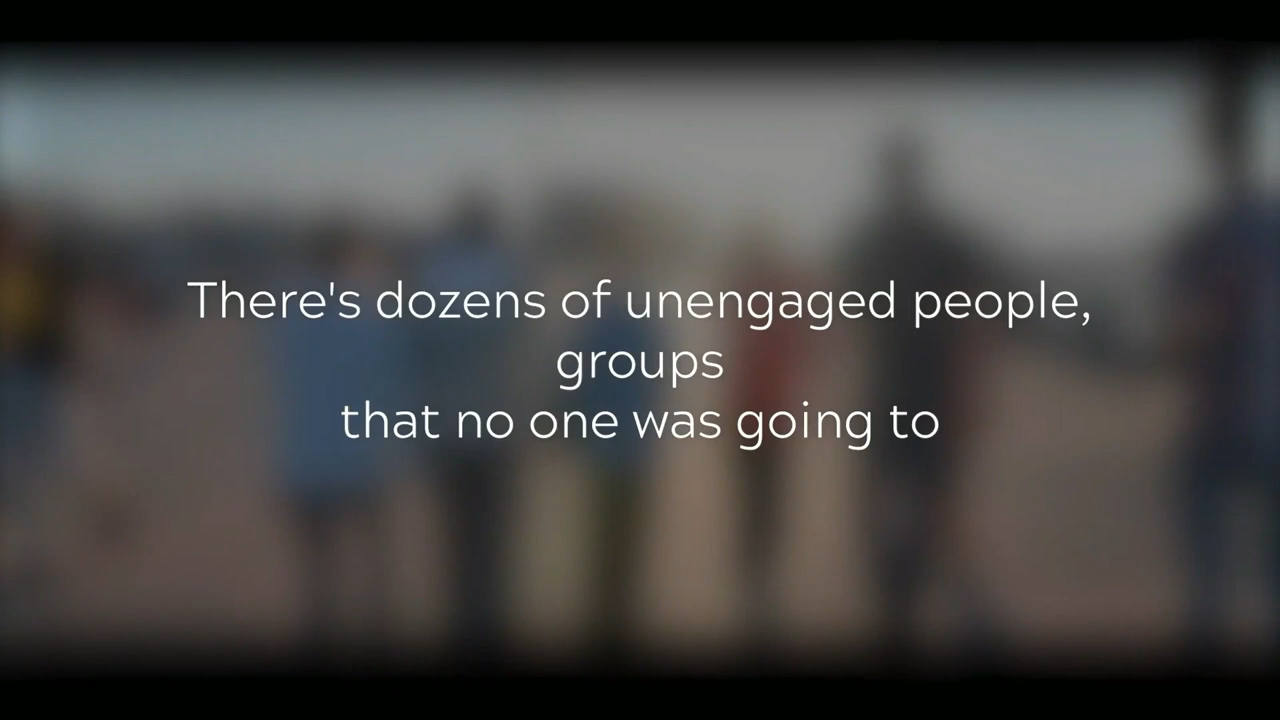 There's dozens of unengaged people,
groups
that no one was going to